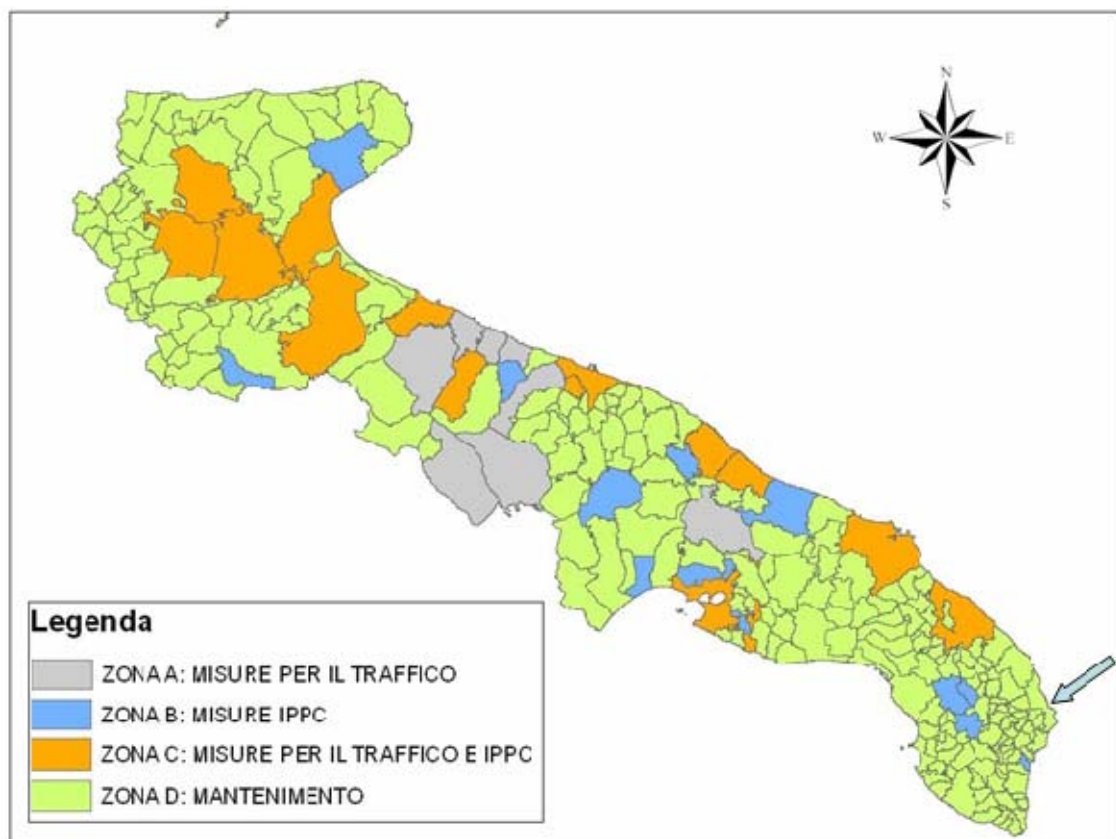 N
W E
S
Legenda
ZONA A: MISURE PER IL TRAFFICO
ZONA B: MISURE IPPC
ZONA C: MISURE PER IL TRAFFICO E IPPC
ZONA D: MANTENIMENTO